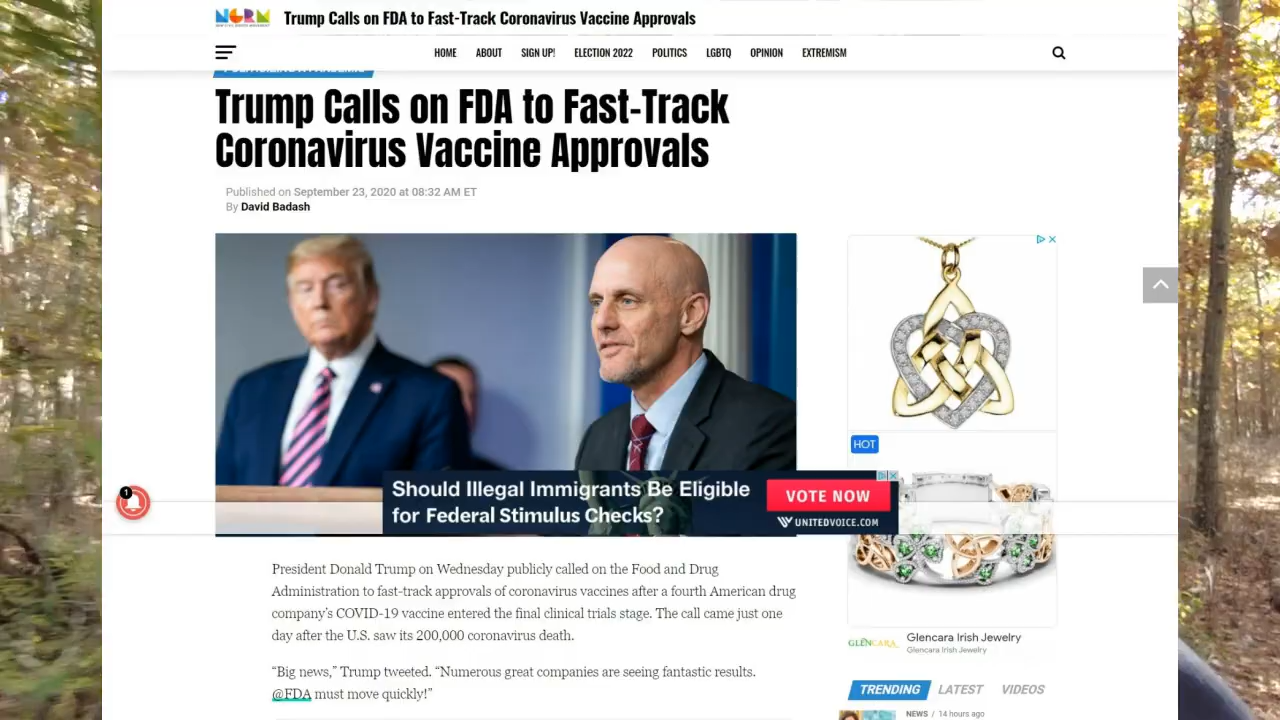 NCRM
Trump Calls on FDA to Fast-Track Coronavirus Vaccine Approvals
HOME ABOUT SIGN UP! ELECTION 2022 POLITICS LGBTQ OPINION EXTREMISM
Trump Calls on FDA to Fast-Track
Coronavirus Vaccine Approvals
Published on September 23, 2020 at 08:32 AM ET
By David Badash
HOT
1
Should Illegal Immigrants Be Eligible
for Federal Stimulus Checks?
VOTE NOW
UNITEDVOICE.COM
President Donald Trump on Wednesday publicly called on the Food and Drug
Administration to fast-track approvals of coronavirus vaccines after a fourth American drug
company's COVID-19 vaccine entered the final clinical trials stage. The call came just one
day after the U.S. saw its 200,000 coronavirus death.
“Big news,” Trump tweeted. “Numerous great companies are seeing fantastic results.
@FDA must move quickly!”
GLENCARA
Glencara Irish Jewelry
Glencara Irish Jewelry
TRENDING LATEST VIDEOS
NEWS / 14 hours ago